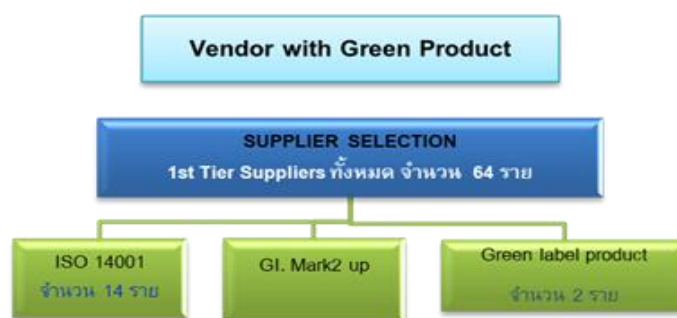 Vendor with Green Product
SUPPLIER SELECTION
1st Tier Suppliers ทั้งหมด จำนวน 64 ราย
ISO 14001
จำนวน 14 ราย
GI. Mark2 up
Green label product
จำนวน 2 ราย